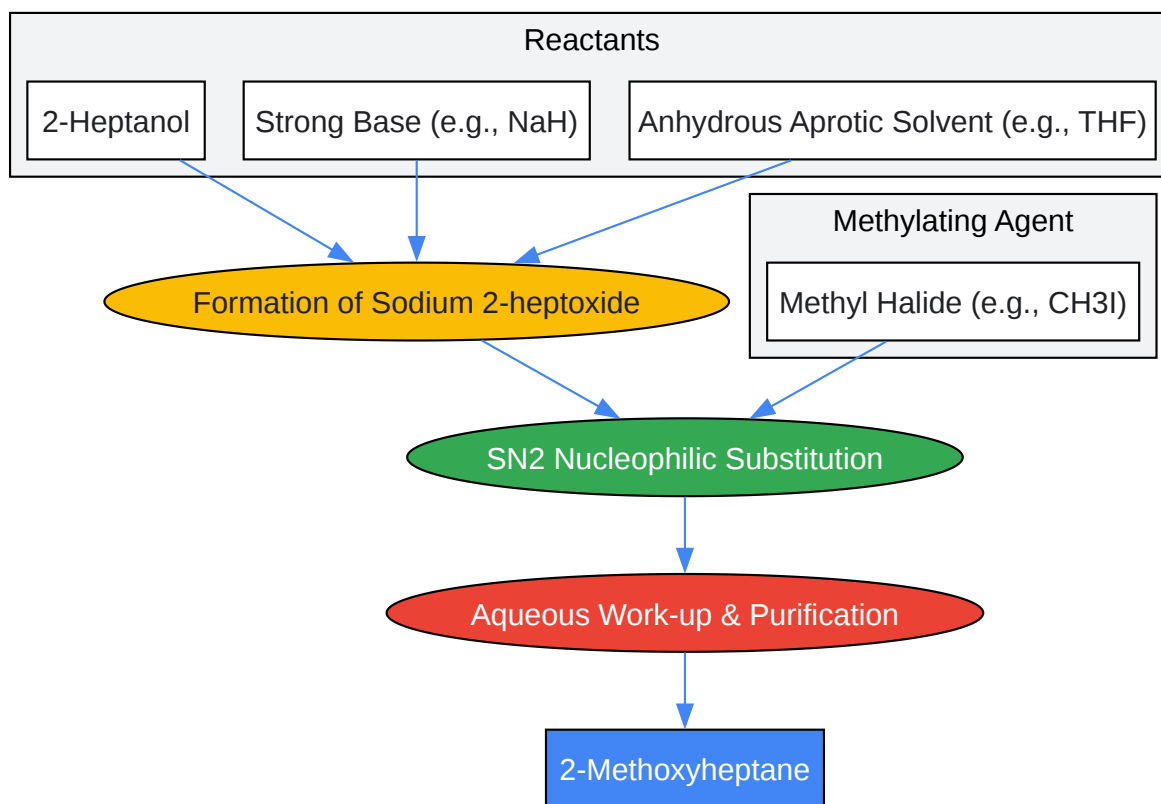 Reactants
2-Heptanol
Strong Base (e.g., NaH)
Anhydrous Aprotic Solvent (e.g., THF)
Methylating Agent
Methyl Halide (e.g., CH3I)
Formation of Sodium 2-heptoxide
SN2 Nucleophilic Substitution
Aqueous Work-up & Purification
2-Methoxyheptane